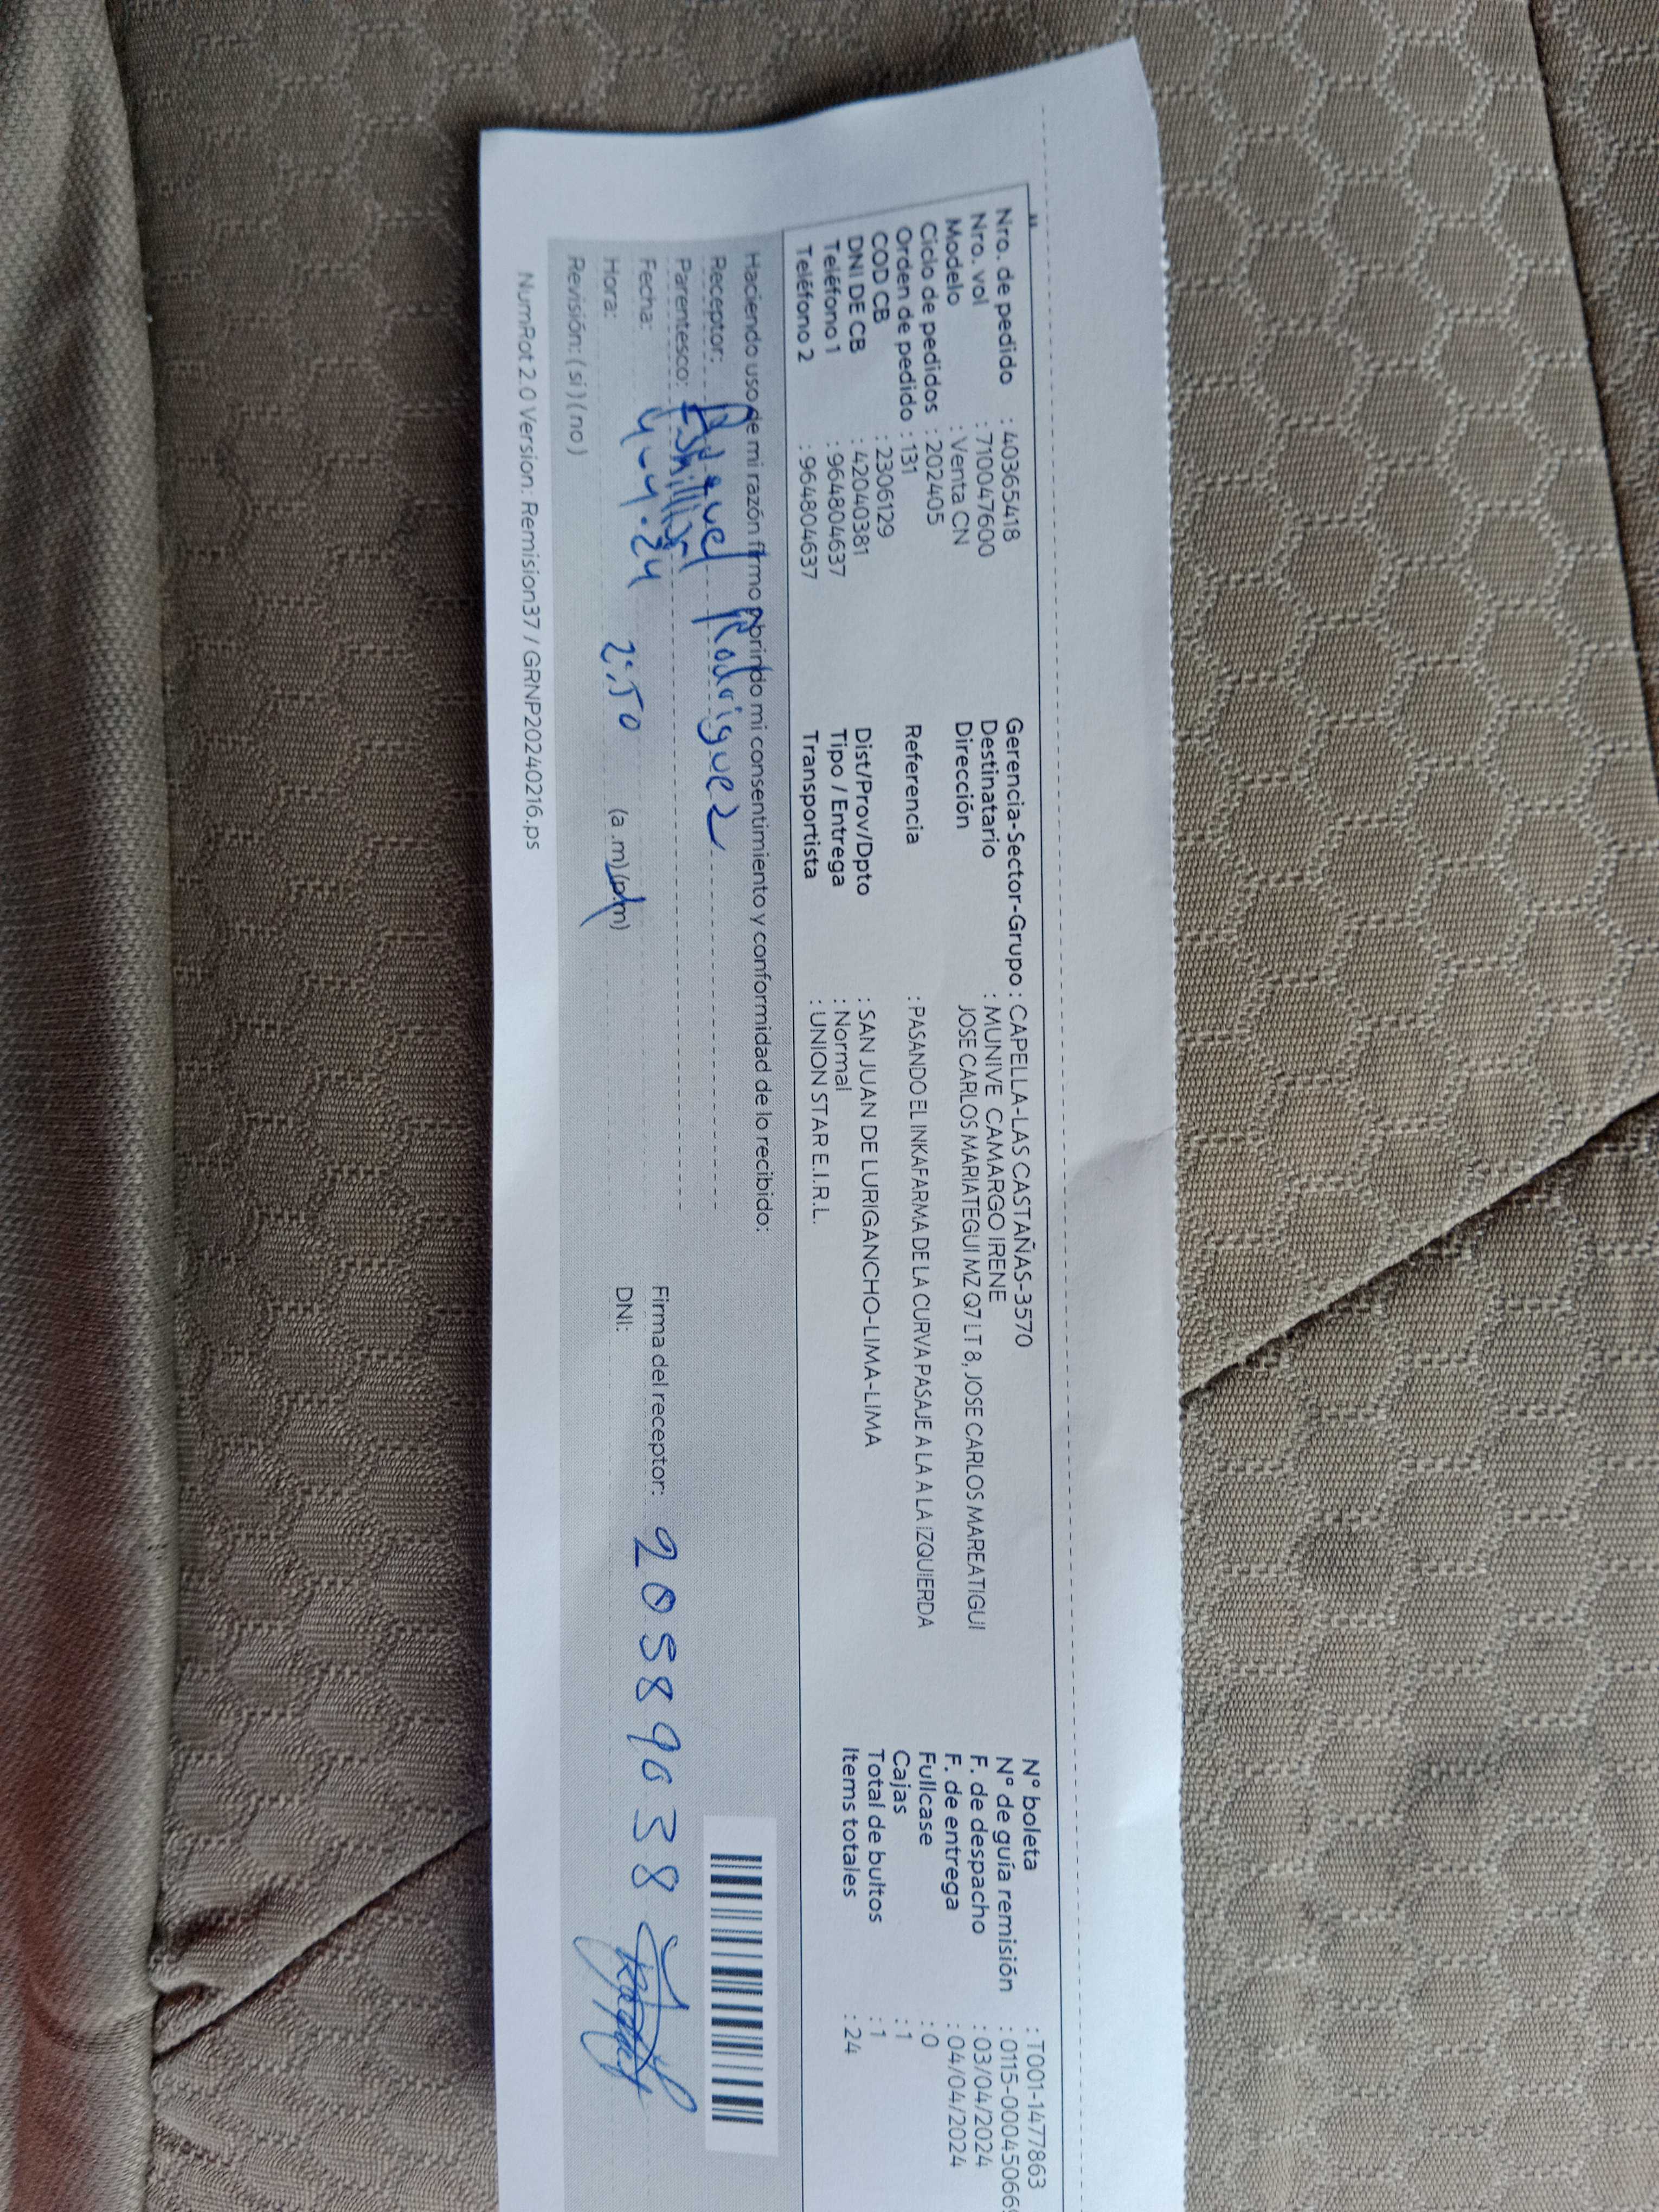 Nro. de pedido : 40365418
Nro. vol : 710047600
Modelo : Venta CN
Ciclo de pedidos : 202405
Orden de pedido : 131
COD CB : 2306129
DNI DE CB : 42040381
Teléfono 1 : 964804637
Teléfono 2 : 964804637
Gerencia-Sector-Grupo : CAPELLA-LAS CASTAÑAS-3570
Destinatario : MUNIVE CAMARGO IRENE
Dirección JOSE CARLOS MARIATEGUI MZ Q7 LT 8, JOSE CARLOS MAREATIGUI
Referencia : PASANDO EL INKAFARMA DE LA CURVA PASAJE A LA A LA IZQUIERDA
Dist/Prov/Dpto : SAN JUAN DE LURIGANCHO-LIMA-LIMA
Tipo / Entrega : Normal
Transportista : UNION STAR E.I.R.L.
N° boleta : T001-1477863
N° de guía remisión : 0115-00045066
F. de despacho : 03/04/2024
F. de entrega : 04/04/2024
Fullcase : 0
Cajas : 1
Total de bultos : 1
Items totales : 24
Haciendo uso de mi razón firmo y brindo mi consentimiento y conformidad de lo recibido:
Receptor: Raquel Rodriguez
Parentesco:
Fecha: 4-4-24
Hora: 2:50 (a.m)(p.m)
Revisión: (si) (no)
Firma del receptor:
DNI: 20589038
NumRot 2.0 Version: Remision37 / GRNP20240216.ps